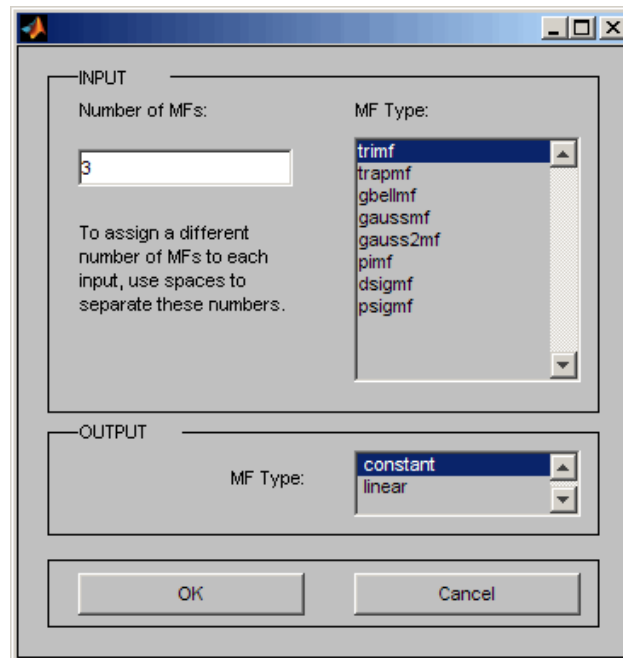 INPUT
Number of MFs:
3
To assign a different
number of MFs to each
input, use spaces to
separate these numbers.
MF Type:
trimf
trapmf
gbellmf
gaussmf
gauss2mf
pimf
dsigmf
psigmf
OUTPUT
MF Type:
constant
linear
OK
Cancel